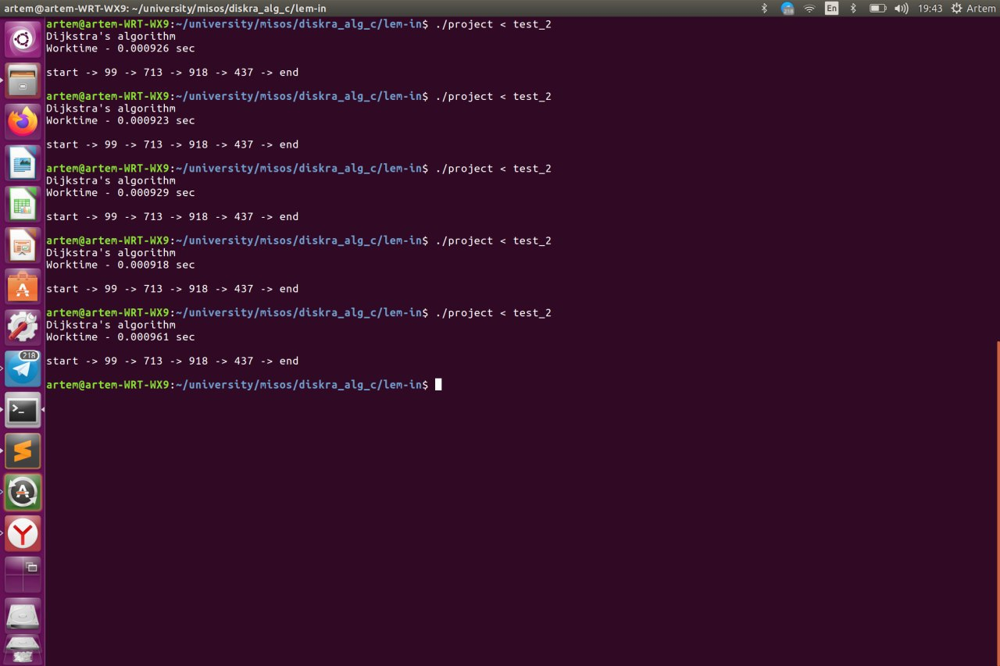 artem@artem-WRT-WX9: ~/university/misos/diskra_alg_c/lem-in 218 En 19:43 Artem
artem@artem-WRT-WX9:~/university/misos/diskra_alg_c/lem-in$ ./project < test_2
Dijkstra's algorithm
Worktime - 0.000926 sec
start -> 99 -> 713 -> 918 -> 437 -> end
artem@artem-WRT-WX9:~/university/misos/diskra_alg_c/lem-in$ ./project < test_2
Dijkstra's algorithm
Worktime - 0.000923 sec
start -> 99 -> 713 -> 918 -> 437 -> end
artem@artem-WRT-WX9:~/university/misos/diskra_alg_c/lem-in$ ./project < test_2
Dijkstra's algorithm
Worktime - 0.000929 sec
start -> 99 -> 713 -> 918 -> 437 -> end
artem@artem-WRT-WX9:~/university/misos/diskra_alg_c/lem-in$ ./project < test_2
Dijkstra's algorithm
Worktime - 0.000918 sec
start -> 99 -> 713 -> 918 -> 437 -> end
artem@artem-WRT-WX9:~/university/misos/diskra_alg_c/lem-in$ ./project < test_2
Dijkstra's algorithm
Worktime - 0.000961 sec
start -> 99 -> 713 -> 918 -> 437 -> end
artem@artem-WRT-WX9:~/university/misos/diskra_alg_c/lem-in$
218